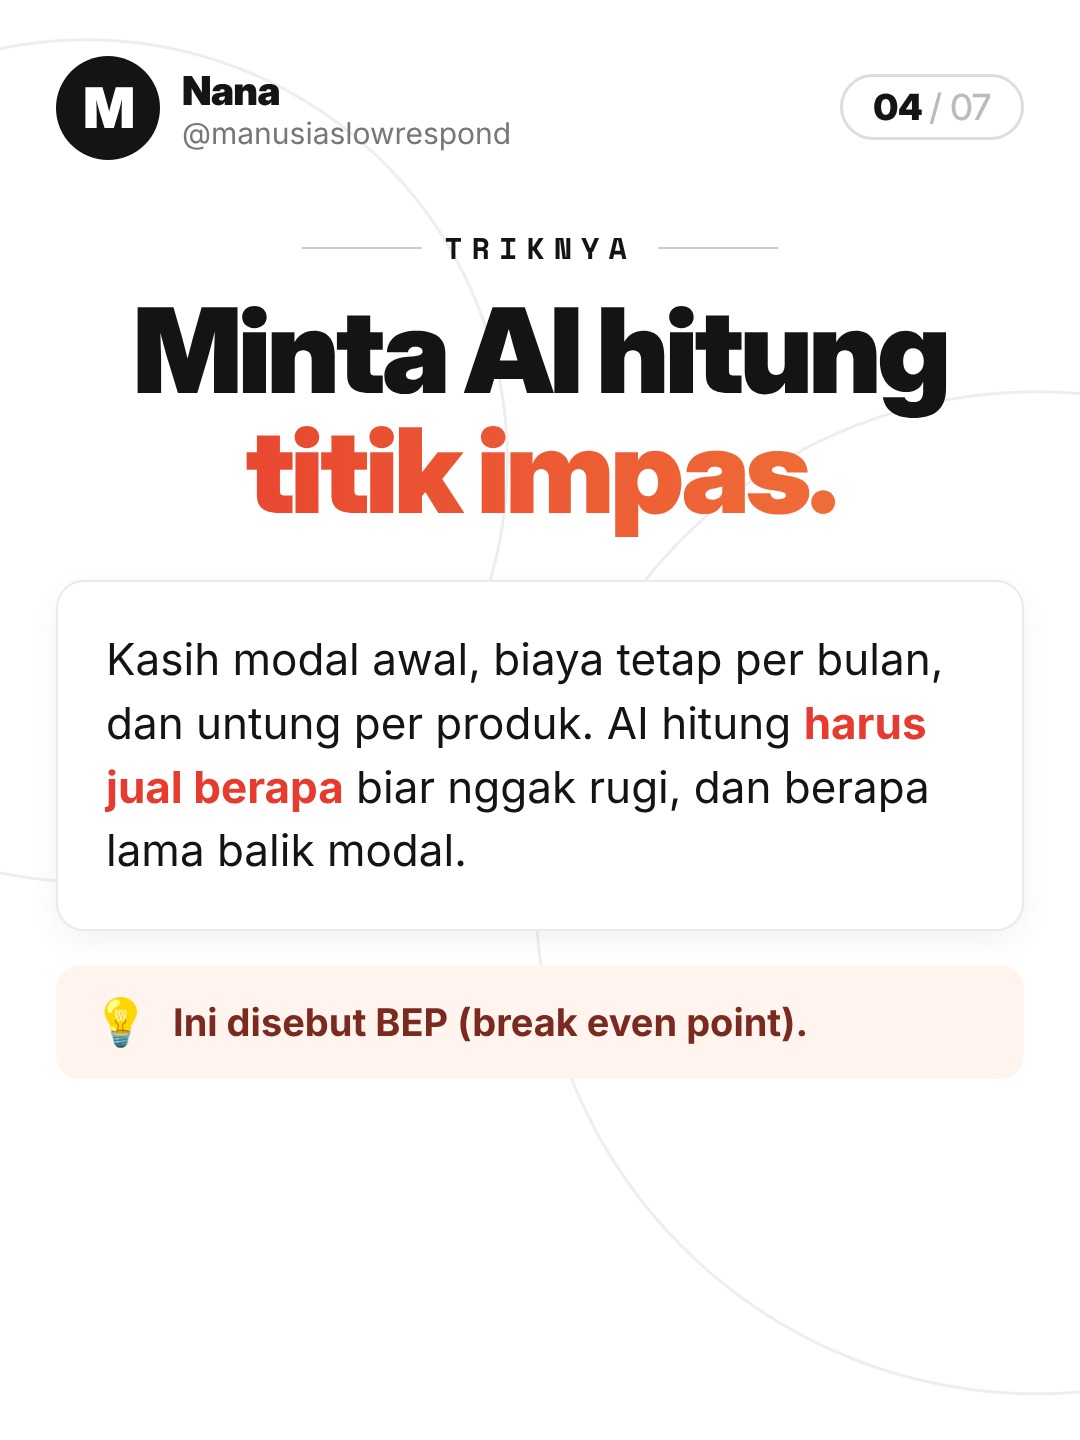 M
Nana
@manusiaslowrespond
04 / 07
TRIKNYA
Minta AI hitung
titik impas.
Kasih modal awal, biaya tetap per bulan,
dan untung per produk. AI hitung harus
jual berapa biar nggak rugi, dan berapa
lama balik modal.
💡 Ini disebut BEP (break even point).